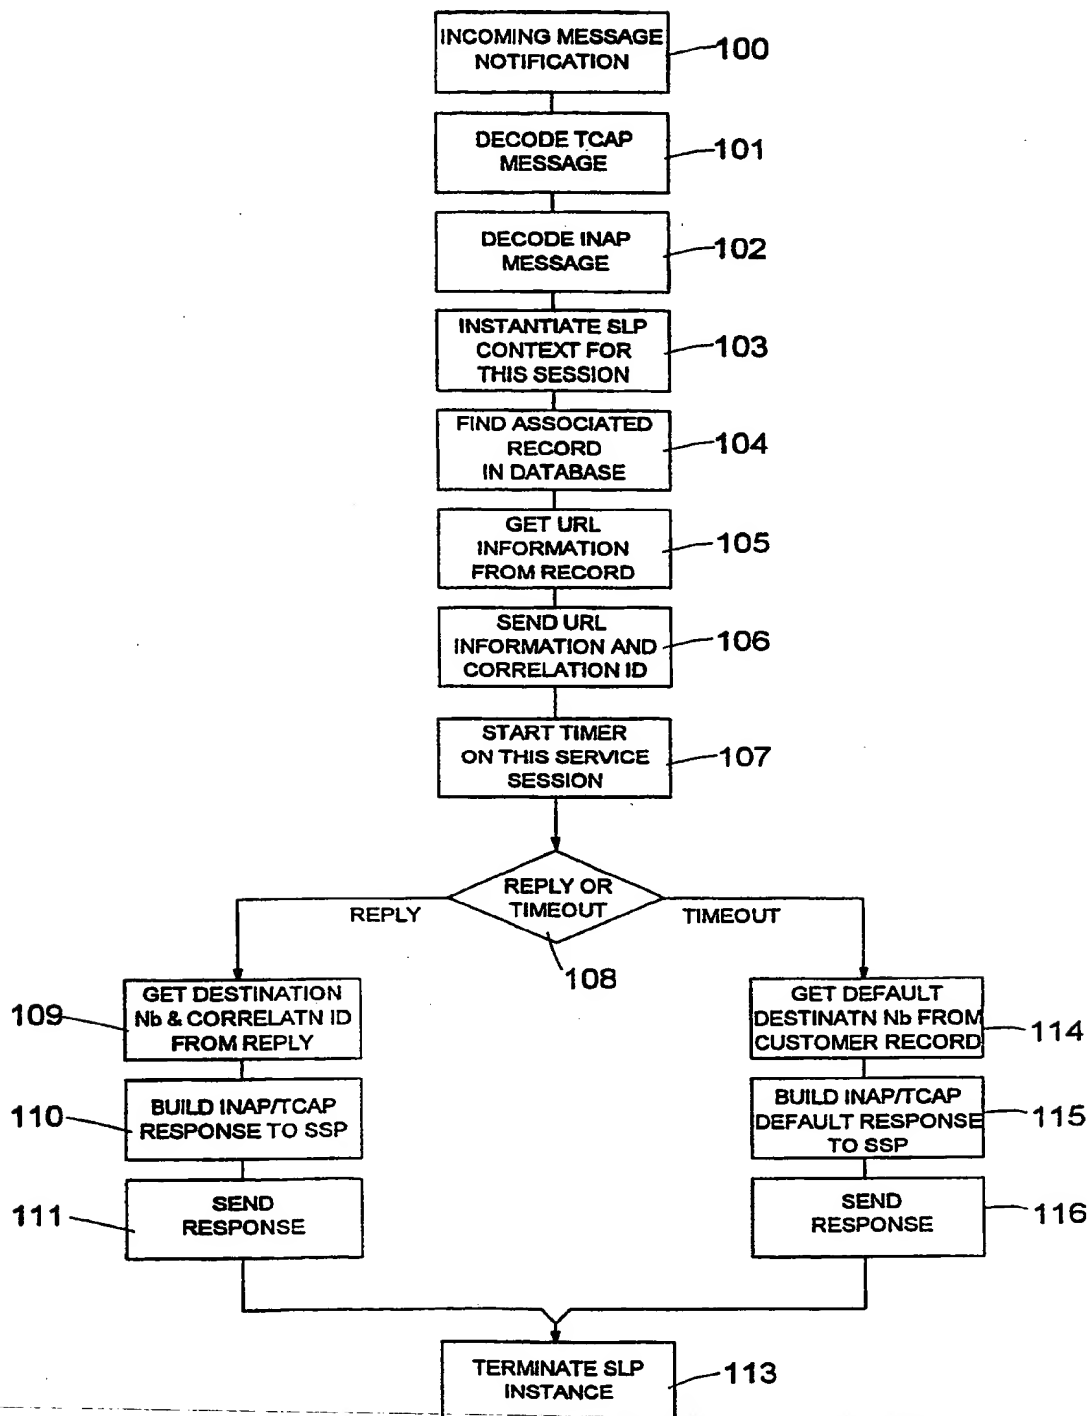 INCOMING MESSAGE
NOTIFICATION
100
DECODE TCAP
MESSAGE
101
DECODE INAP
MESSAGE
102
INSTANTIATE SLP
CONTEXT FOR
THIS SESSION
103
FIND ASSOCIATED
RECORD
IN DATABASE
104
GET URL
INFORMATION
FROM RECORD
105
SEND URL
INFORMATION AND
CORRELATION ID
106
START TIMER
ON THIS SERVICE
SESSION
107
REPLY OR
TIMEOUT
108
REPLY
TIMEOUT
GET DESTINATION
Nb & CORRELATN ID
FROM REPLY
109
BUILD INAP/TCAP
RESPONSE TO SSP
110
SEND
RESPONSE
111
GET DEFAULT
DESTINATN Nb FROM
CUSTOMER RECORD
114
BUILD INAP/TCAP
DEFAULT RESPONSE
TO SSP
115
SEND
RESPONSE
116
TERMINATE SLP
INSTANCE
113